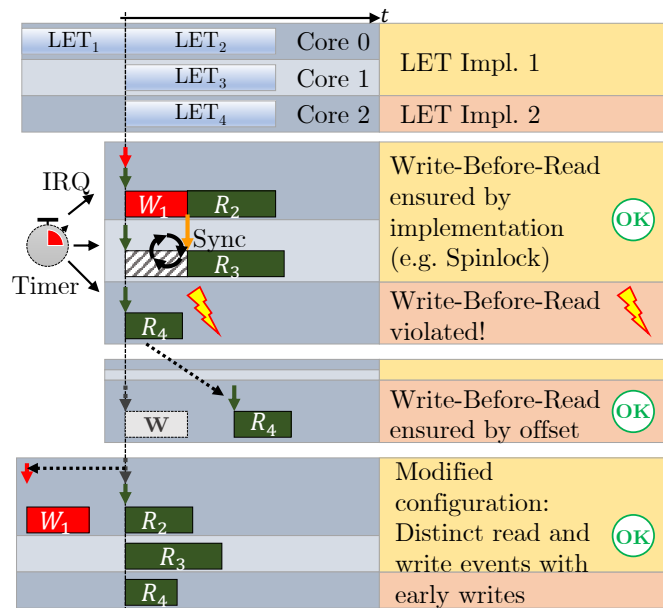 t
LET₁ LET₂ Core 0
LET₃ Core 1
LET Impl. 1
LET₄ Core 2 LET Impl. 2
IRQ
Timer
W₁ R₂
Sync
R₃
Write-Before-Read
ensured by
implementation
(e.g. Spinlock)
OK
R₄
Write-Before-Read
violated!
W R₄
Write-Before-Read
ensured by offset
OK
W₁ R₂
R₃
R₄
Modified
configuration:
Distinct read and
write events with
early writes
OK